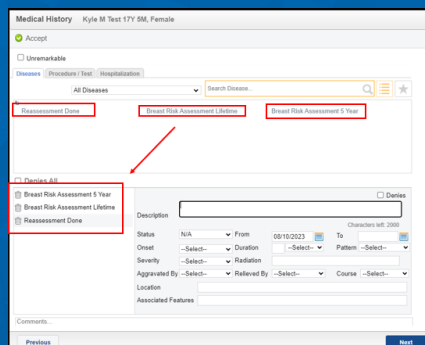 Medical History Kyle M Test 17Y 5M, Female
Accept
Unremarkable
Diseases Procedure / Test Hospitalization
All Diseases Search Disease...
Reassessment Done Breast Risk Assessment Lifetime Breast Risk Assessment 5 Year
Denies All
Breast Risk Assessment 5 Year
Breast Risk Assessment Lifetime
Reassessment Done
Denies
Description
Characters left: 2000
Status N/A From 08/10/2023 To
Onset --Select-- Duration --Select-- Pattern --Select--
Severity --Select-- Radiation
Aggravated By --Select-- Relieved By --Select-- Course --Select--
Location
Associated Features
Comments...
Previous Next